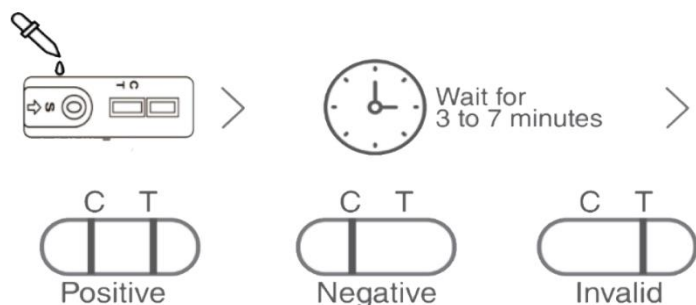 C
T
S
Wait for
3 to 7 minutes
C T
C T
C T
Positive
Negative
Invalid